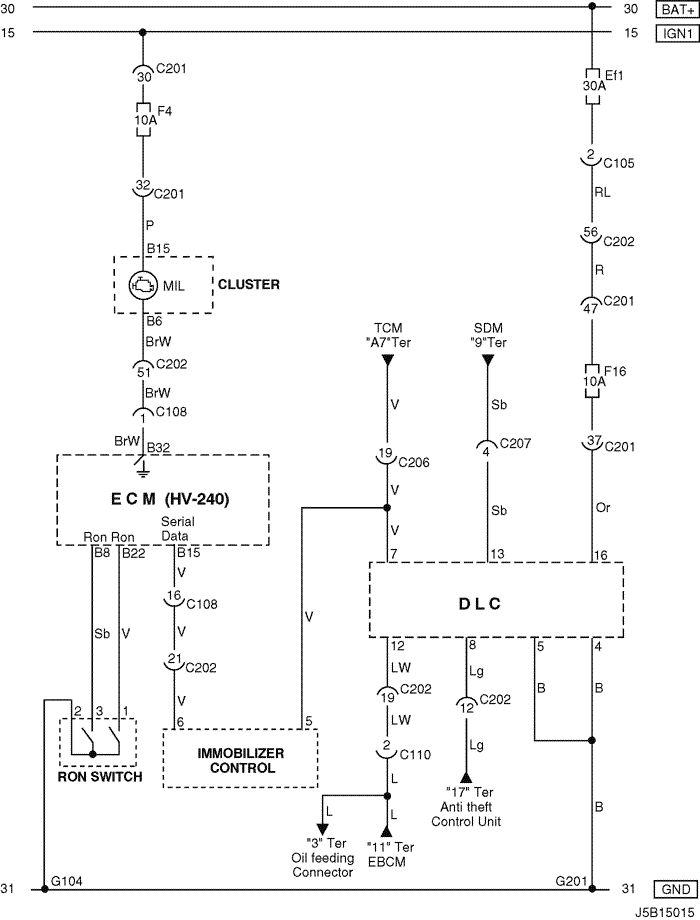 30 30 BAT+
15 15 IGN1
C201
30
F4
10A
32
C201
P
B15
MIL
CLUSTER
B6
BrW
C202
51
BrW
C108
1
BrW
B32
E C M (HV-240)
Ron Ron
Serial
Data
B8 B22 B15
V
16
C108
Sb V V
21
C202
V
2 3 1
RON SWITCH
6 5
IMMOBILIZER
CONTROL
V
TCM
"A7"Ter
V
19
C206
V
V
7
SDM
"9"Ter
Sb
C207
4
Sb
13
Ef1
30A
2
C105
RL
56
C202
R
C201
47
F16
10A
37
C201
Or
16
D L C
12 8 5 4
LW
C202
19
LW
2
C110
L
L L
"3" Ter
Oil feeding
Connector
"11" Ter
EBCM
Lg
C202
12
Lg
"17" Ter
Anti theft
Control Unit
B B
B
G104 G201
31 31 GND
J5B15015